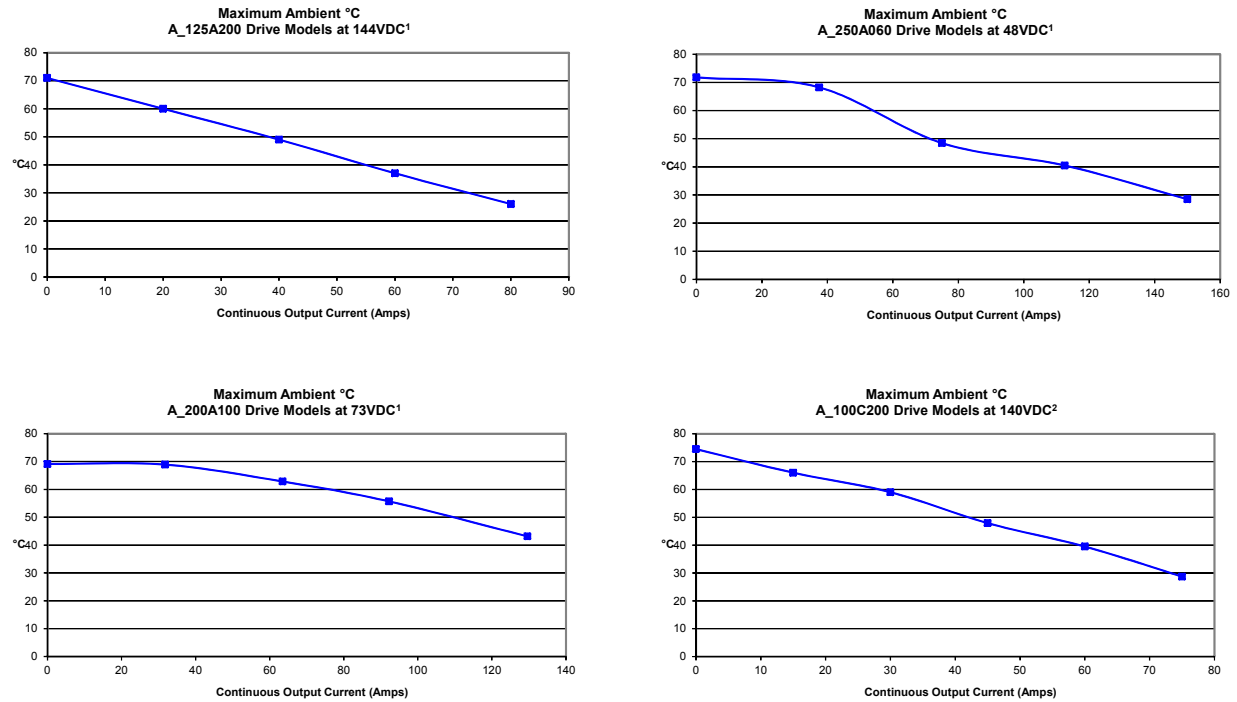 Maximum Ambient °C
A_125A200 Drive Models at 144VDC¹
80
70
60
50
°C40
30
20
10
0
0 10 20 30 40 50 60 70 80 90
Continuous Output Current (Amps)
Maximum Ambient °C
A_250A060 Drive Models at 48VDC¹
80
70
60
50
°C40
30
20
10
0
0 20 40 60 80 100 120 140 160
Continuous Output Current (Amps)
Maximum Ambient °C
A_200A100 Drive Models at 73VDC¹
80
70
60
50
°C40
30
20
10
0
0 20 40 60 80 100 120 140
Continuous Output Current (Amps)
Maximum Ambient °C
A_100C200 Drive Models at 140VDC²
80
70
60
50
°C40
30
20
10
0
0 10 20 30 40 50 60 70 80
Continuous Output Current (Amps)